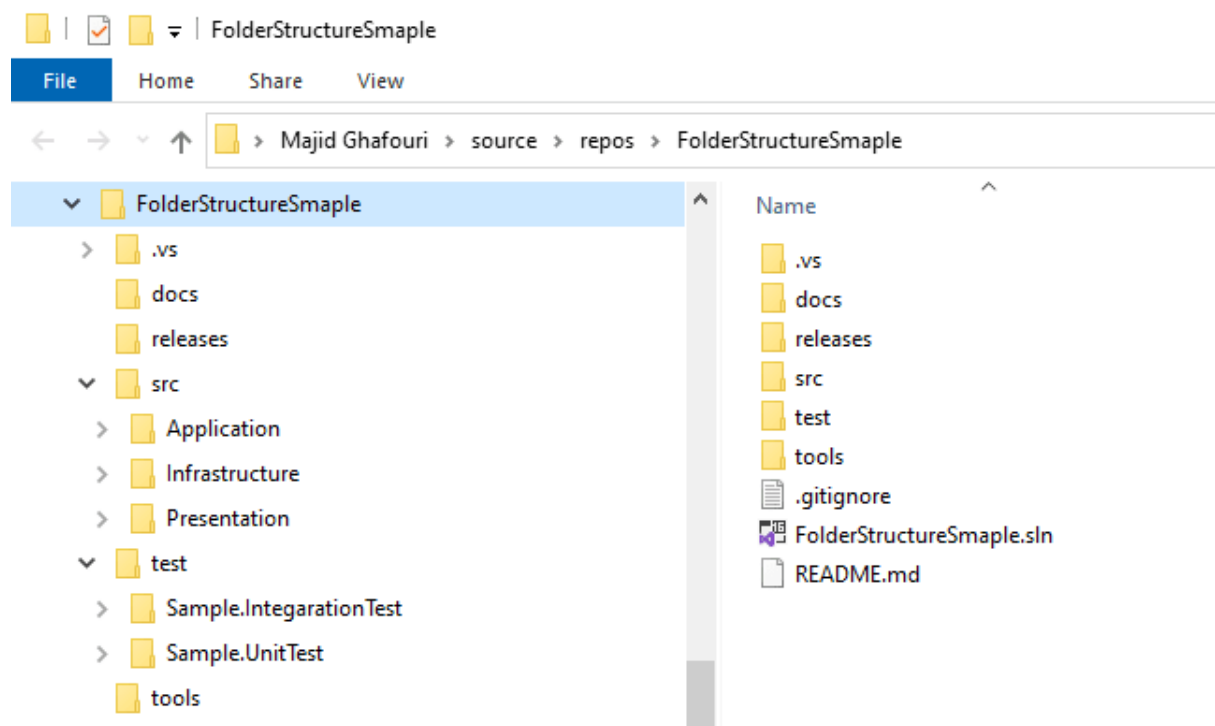 FolderStructureSmaple
File Home Share View
Majid Ghafouri > source > repos > FolderStructureSmaple
FolderStructureSmaple
.vs
docs
releases
src
Application
Infrastructure
Presentation
test
Sample.IntegarationTest
Sample.UnitTest
tools
Name
.vs
docs
releases
src
test
tools
.gitignore
FolderStructureSmaple.sln
README.md